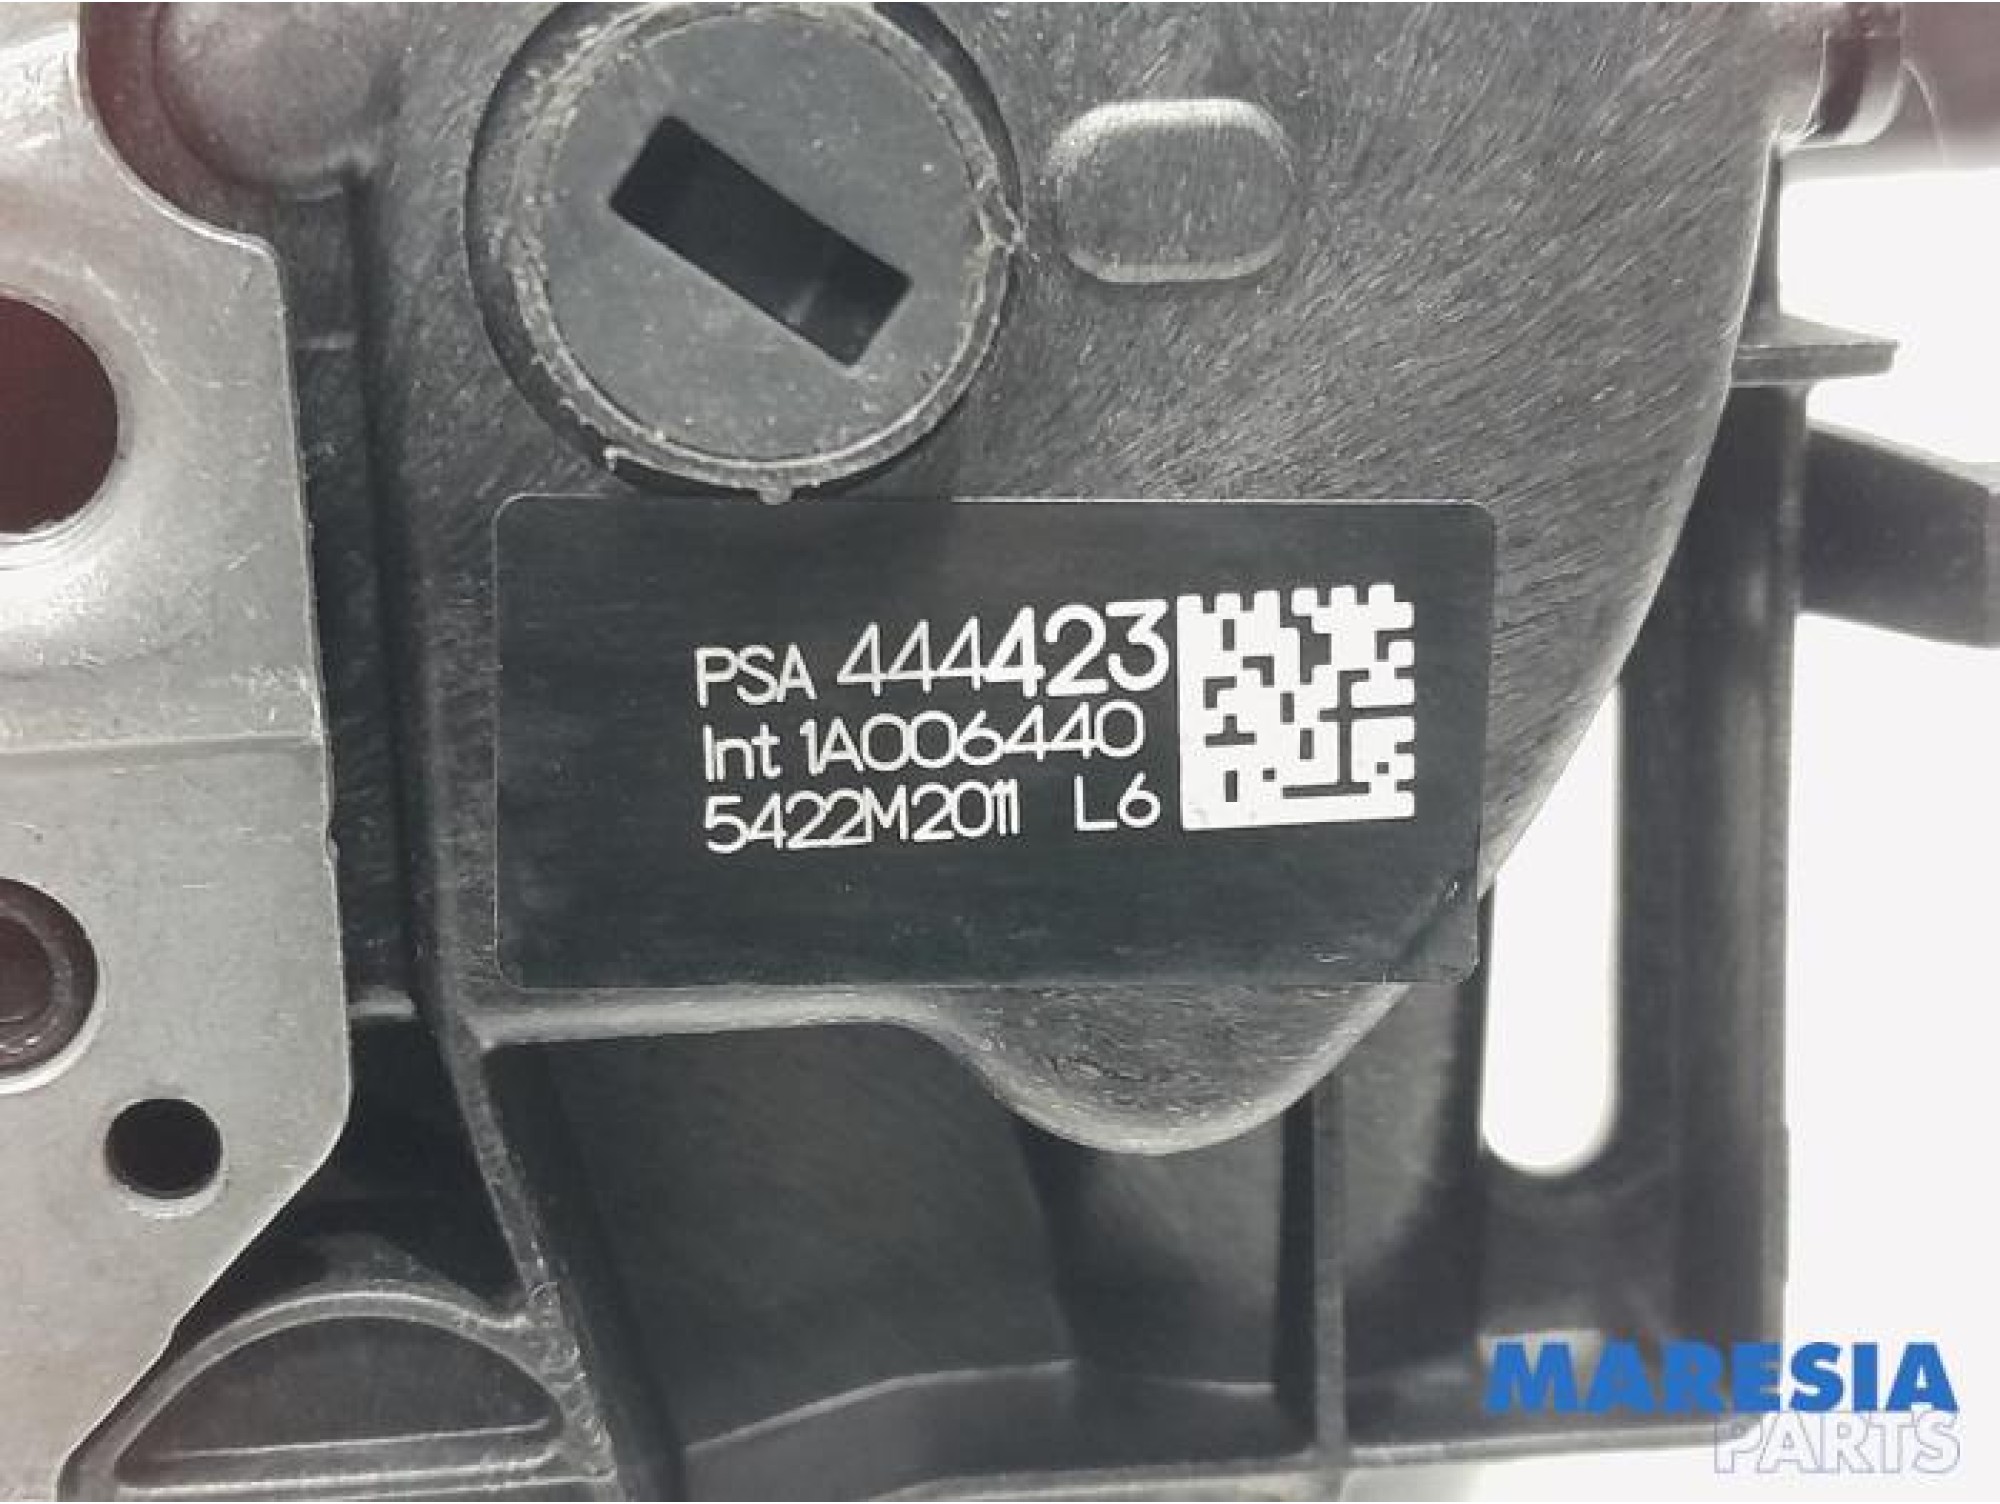 PSA 444423
Int 1A006440
5422M2011 L6
MARESIA
PARTS